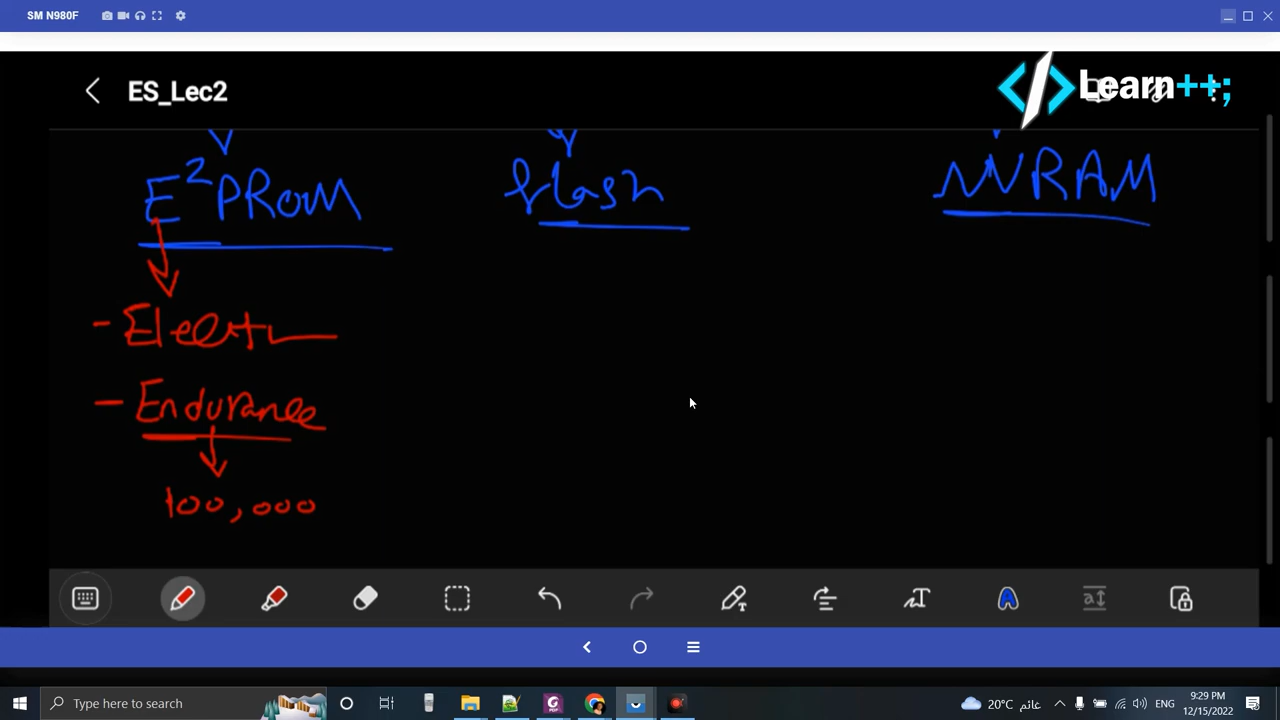 SM N980F
ES_Lec2
</> Learn++;
E²PROM flash NVRAM
- Electr
- Endurance
100,000
T
A
a
Type here to search
20°C غائم
ENG
9:29 PM
12/15/2022